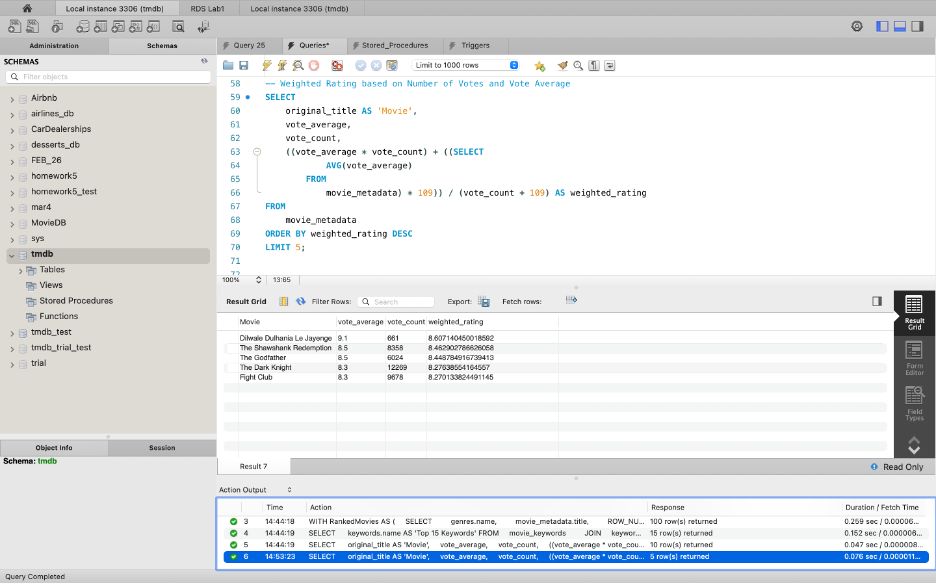 Local instance 3306 (tmdb) RDS Lab1 Local instance 3306 (tmdb)
Administration Schemas
SCHEMAS
Filter objects
Airbnb
airlines_db
CarDealerships
desserts_db
FEB_26
homework5
homework5_test
mar4
MovieDB
sys
tmdb
Tables
Views
Stored Procedures
Functions
tmdb_test
tmdb_trial_test
trial
Object Info Session
Schema: tmdb
Query 25 Queries* Stored_Procedures Triggers
Limit to 1000 rows
58 -- Weighted Rating based on Number of Votes and Vote Average
59 SELECT
60 original_title AS 'Movie',
61 vote_average,
62 vote_count,
63 ((vote_average * vote_count) + ((SELECT
64 AVG(vote_average)
65 FROM
66 movie_metadata) * 109)) / (vote_count + 109) AS weighted_rating
67 FROM
68 movie_metadata
69 ORDER BY weighted_rating DESC
70 LIMIT 5;
71
72
100% 13:65
Result Grid Filter Rows: Search Export: Fetch rows:
Movie vote_average vote_count weighted_rating
Dilwale Dulhania Le Jayenge 9.1 661 8.607140450018592
The Shawshank Redemption 8.5 8358 8.462902786626058
The Godfather 8.5 6024 8.448784916739413
The Dark Knight 8.3 12269 8.27638554164557
Fight Club 8.3 9678 8.270133824491145
Result Grid
Form Editor
Field Types
Result 7 Read Only
Action Output
Time Action Response Duration / Fetch Time
3 14:44:18 WITH RankedMovies AS ( SELECT genres.name, movie_metadata.title, ROW_NU... 100 row(s) returned 0.259 sec / 0.000006...
4 14:44:19 SELECT keywords.name AS 'Top 15 Keywords' FROM movie_keywords JOIN keywor... 15 row(s) returned 0.152 sec / 0.000006...
5 14:44:19 SELECT original_title AS 'Movie', vote_average, vote_count, ((vote_average * vote_cou... 10 row(s) returned 0.047 sec / 0.000008...
6 14:53:23 SELECT original_title AS 'Movie', vote_average, vote_count, ((vote_average * vote_cou... 5 row(s) returned 0.076 sec / 0.000011...
Query Completed